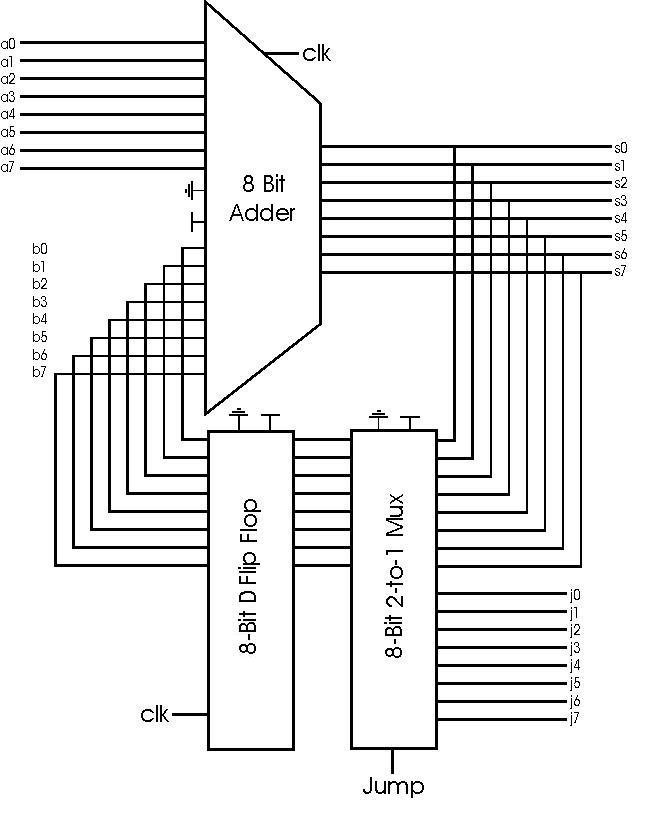 clk
a0
a1
a2
a3
a4
a5
a6
a7
8 Bit
Adder
s0
s1
s2
s3
s4
s5
s6
s7
b0
b1
b2
b3
b4
b5
b6
b7
8-Bit D Flip Flop
8-Bit 2-to-1 Mux
j0
j1
j2
j3
j4
j5
j6
j7
clk
Jump